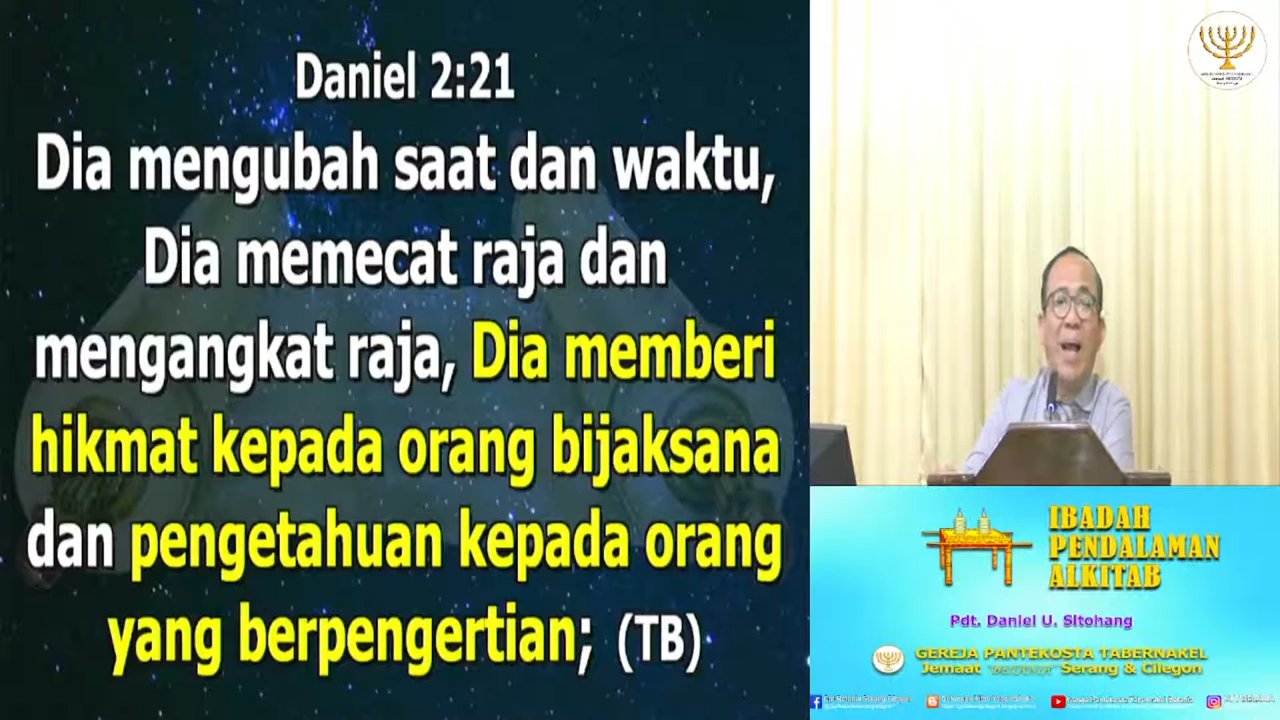 Daniel 2:21
Dia mengubah saat dan waktu,
Dia memecat raja dan
mengangkat raja, Dia memberi
hikmat kepada orang bijaksana
dan pengetahuan kepada orang
yang berpengertian; (TB)
IBADAH
PENDALAMAN
ALKITAB
Pdt. Daniel U. Sitohang
GEREJA PANTEKOSTA TABERNAKEL
Jemaat Serang & Cilegon